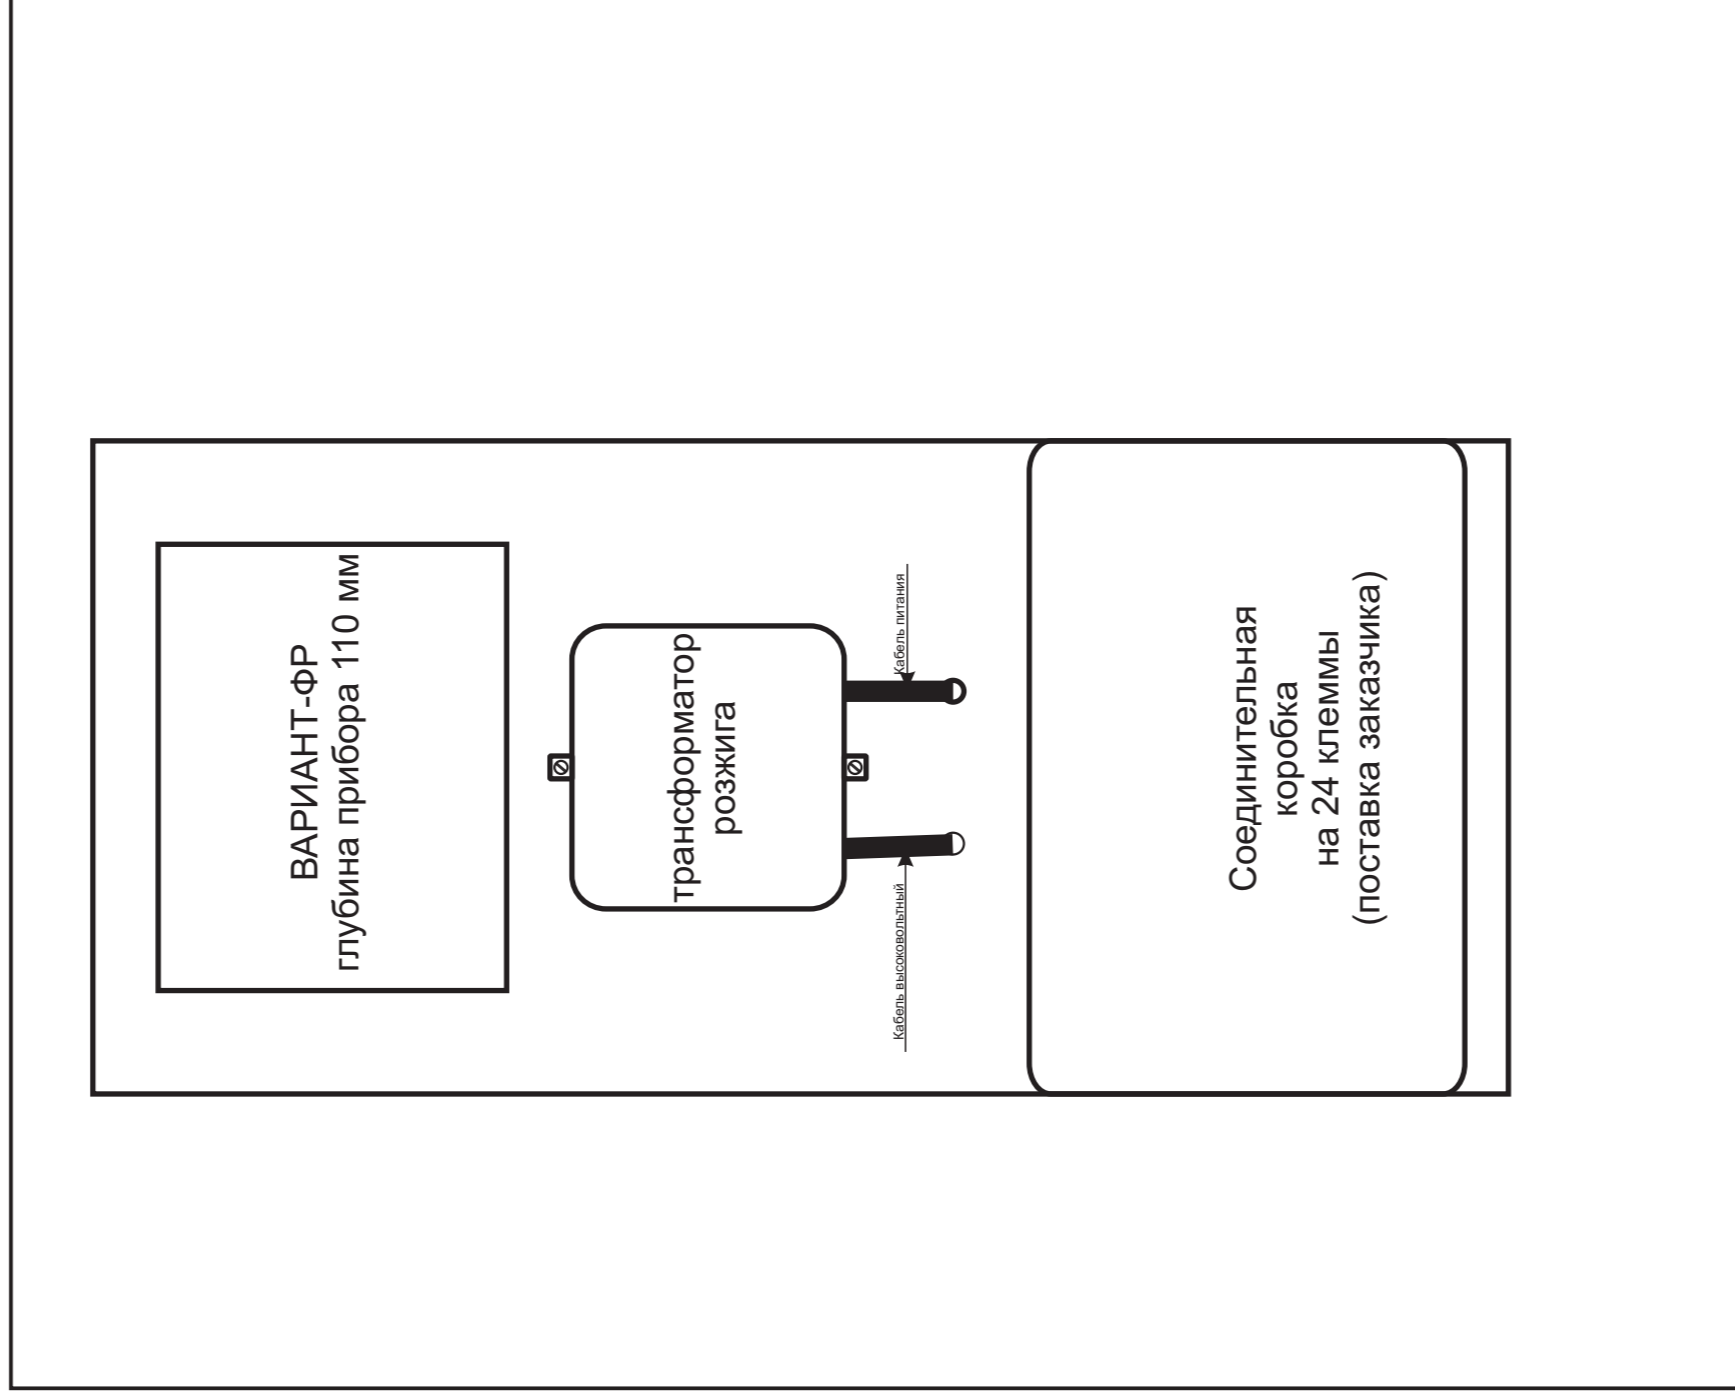 ВАРИАНТ-ФР
глубина прибора 110 мм
трансформатор
розжига
Кабель питания
Кабель высоковольтный
Соединительная
коробка
на 24 клеммы
(поставка заказчика)